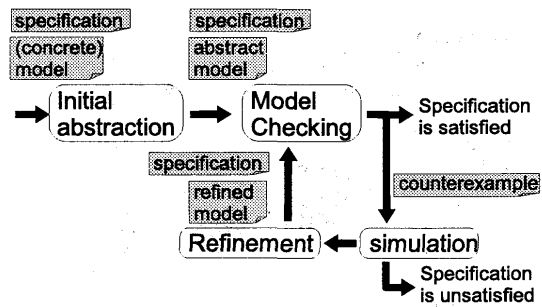 specification
(concrete)
model
specification
abstract
model
Initial
abstraction
Model
Checking
Specification
is satisfied
specification
refined
model
counterexample
Refinement
simulation
Specification
is unsatisfied